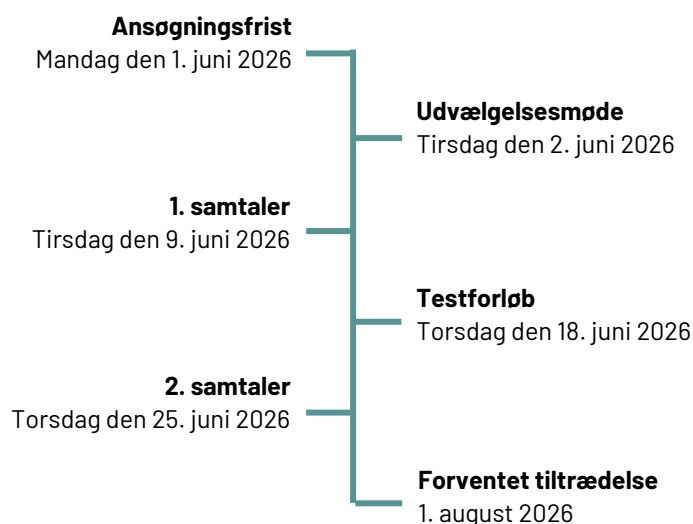 Ansøgningsfrist
Mandag den 1. juni 2026
Udvælgelsesmøde
Tirsdag den 2. juni 2026
1. samtaler
Tirsdag den 9. juni 2026
Testforløb
Torsdag den 18. juni 2026
2. samtaler
Torsdag den 25. juni 2026
Forventet tiltrædelse
1. august 2026